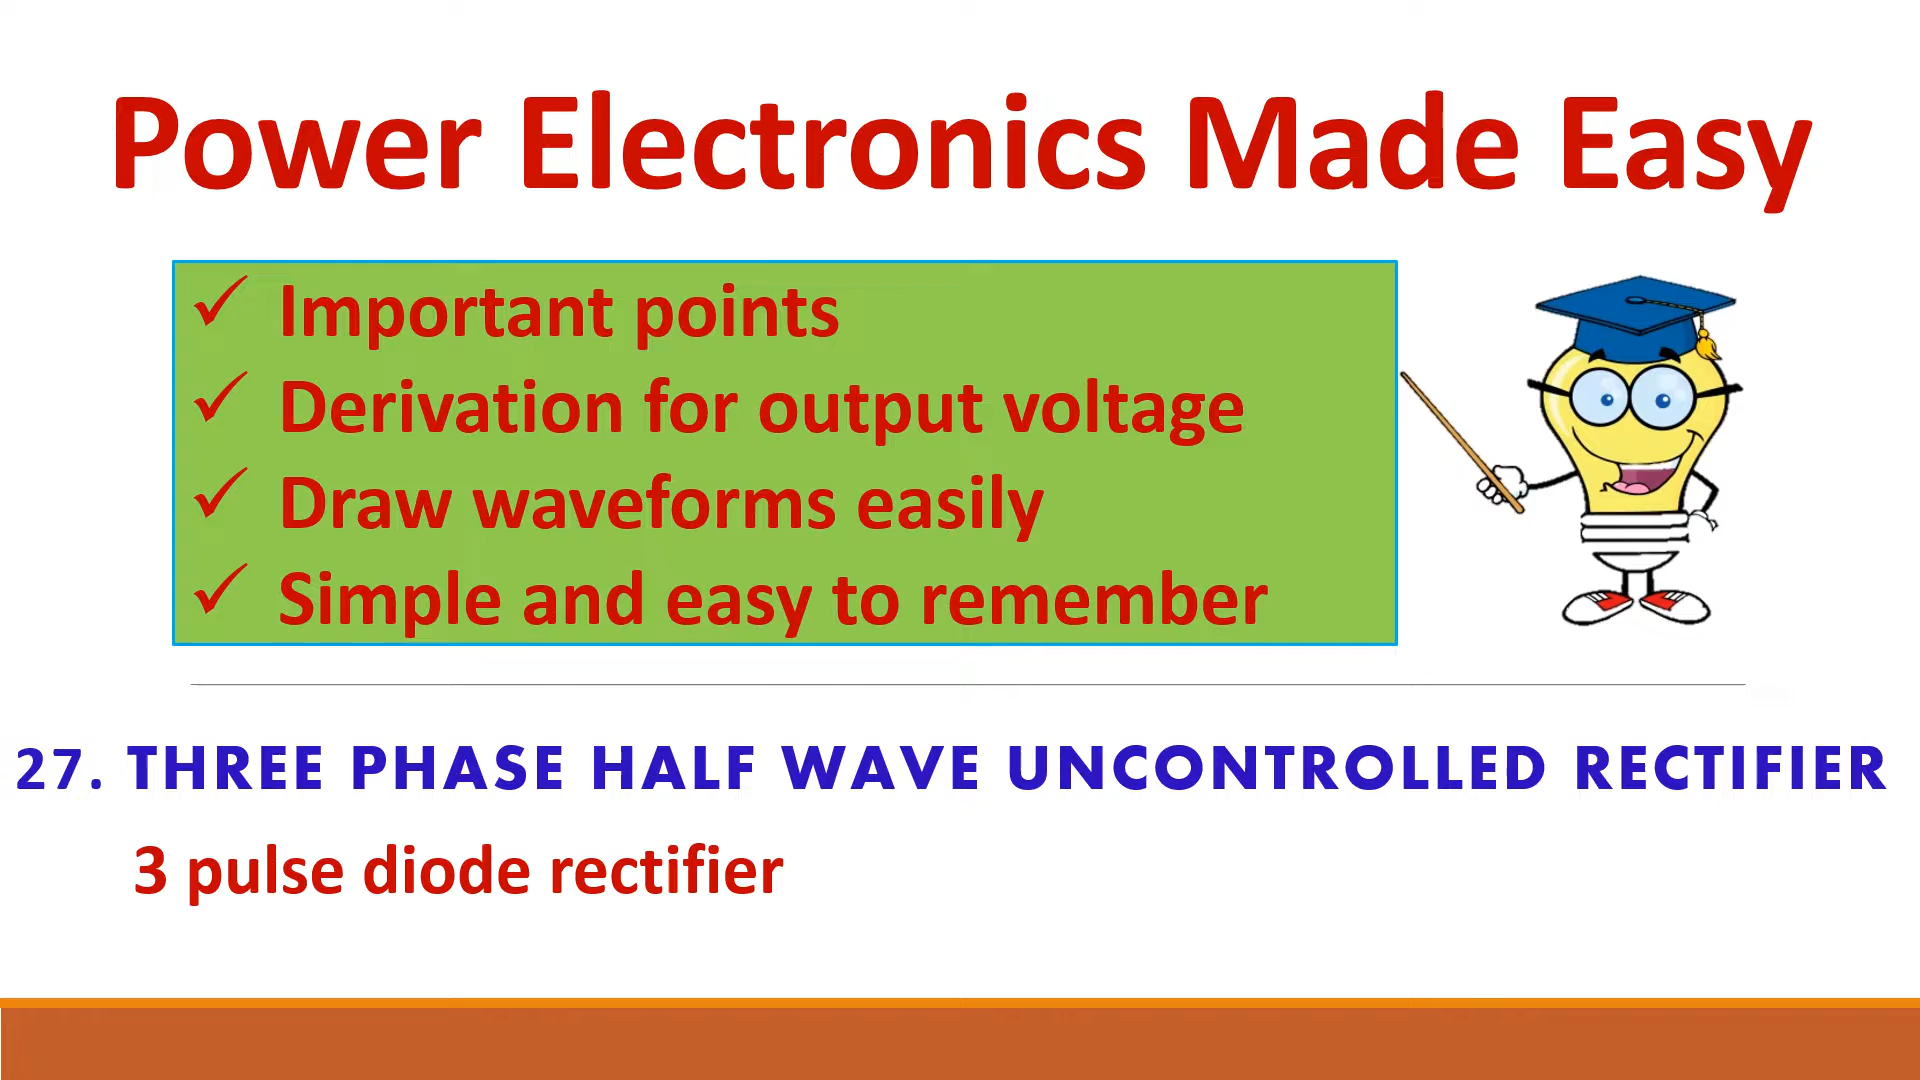 Power Electronics Made Easy
✓ Important points
✓ Derivation for output voltage
✓ Draw waveforms easily
✓ Simple and easy to remember
27. THREE PHASE HALF WAVE UNCONTROLLED RECTIFIER
3 pulse diode rectifier